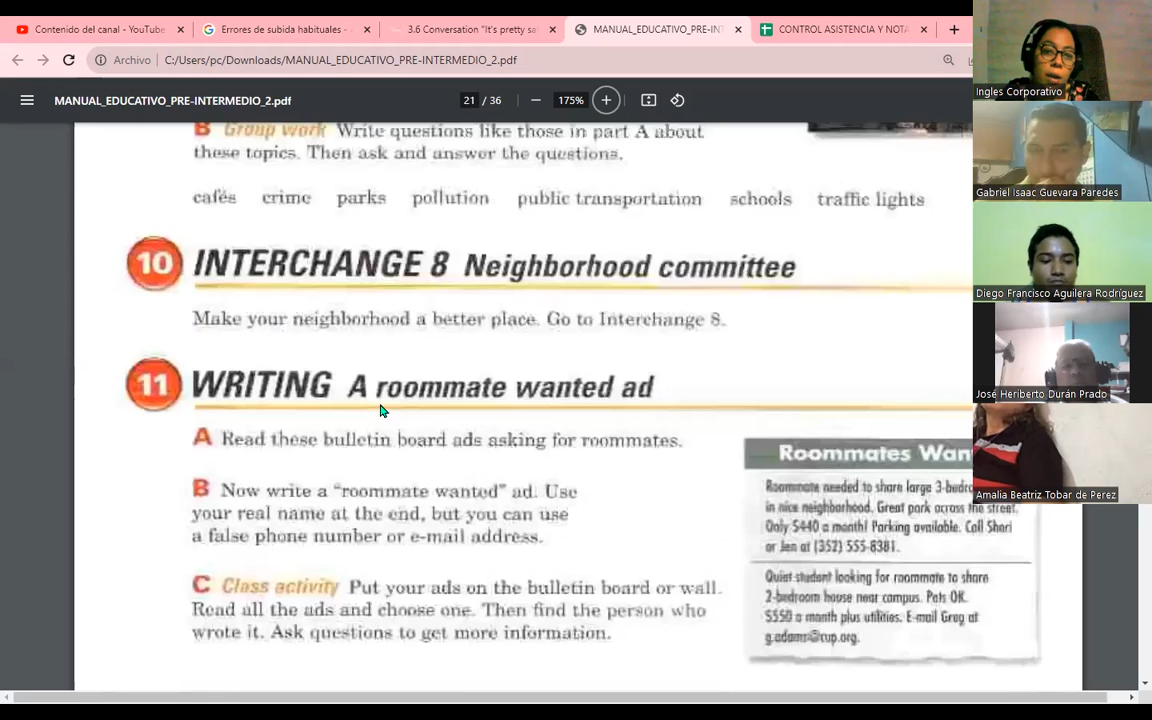 Contenido del canal - YouTube
Errores de subida habituales -
3.6 Conversation "It's pretty sa
MANUAL_EDUCATIVO_PRE-INT
CONTROL ASISTENCIA Y NOTA
Archivo
C:/Users/pc/Downloads/MANUAL_EDUCATIVO_PRE-INTERMEDIO_2.pdf
MANUAL_EDUCATIVO_PRE-INTERMEDIO_2.pdf
21 / 36
175%
B Group work Write questions like those in part A about
these topics. Then ask and answer the questions.
cafés crime parks pollution public transportation schools traffic lights
10 INTERCHANGE 8 Neighborhood committee
Make your neighborhood a better place. Go to Interchange 8.
11 WRITING A roommate wanted ad
A Read these bulletin board ads asking for roommates.
B Now write a "roommate wanted" ad. Use
your real name at the end, but you can use
a false phone number or e-mail address.
C Class activity Put your ads on the bulletin board or wall.
Read all the ads and choose one. Then find the person who
wrote it. Ask questions to get more information.
Roommates Wan
Roommate needed to share large 3-bedro
in nice neighborhood. Great park across the street.
Only $440 a month! Parking available. Call Shari
or Jen at (352) 555-8381.
Quiet student looking for roommate to share
2-bedroom house near campus. Pets OK.
$550 a month plus utilities. E-mail Greg at
g.adams@cup.org.
Ingles Corporativo
Gabriel Isaac Guevara Paredes
Diego Francisco Aguilera Rodríguez
José Heriberto Durán Prado
Amalia Beatriz Tobar de Perez